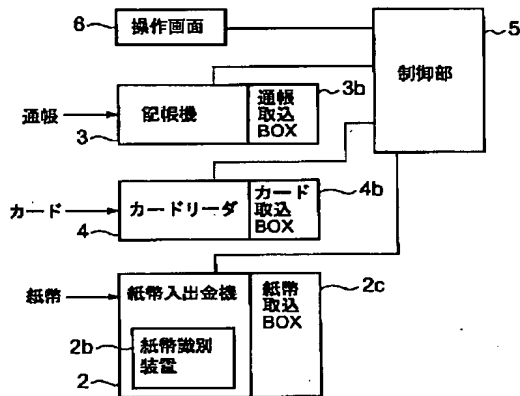 6
操作画面
5
制御部
通帳
記帳機
3
通帳
取込
BOX
3b
カード
カードリーダ
4
カード
取込
BOX
4b
紙幣
紙幣入出金機
2b
紙幣識別
装置
2
紙幣
取込
BOX
2c